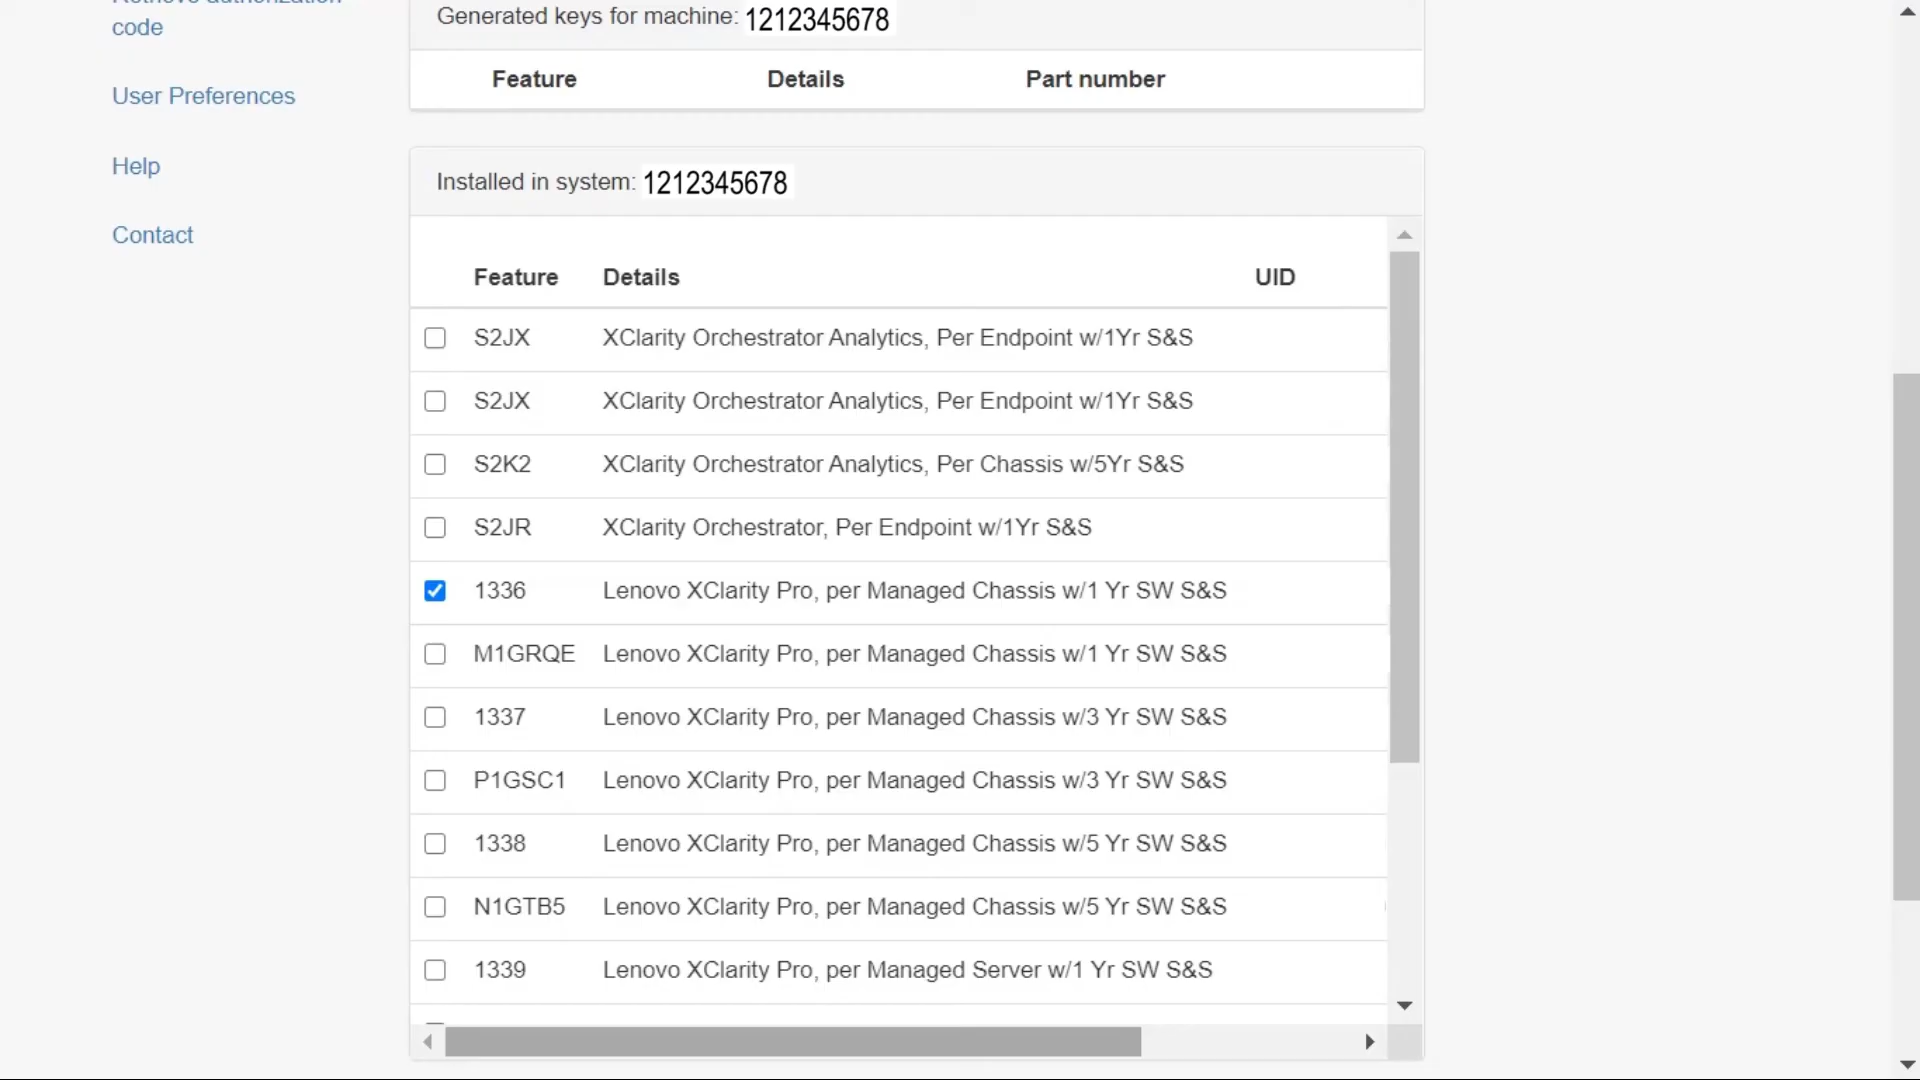 code
Generated keys for machine: 1212345678
Feature Details Part number
User Preferences
Help
Contact
Installed in system: 1212345678
Feature Details UID
S2JX XClarity Orchestrator Analytics, Per Endpoint w/1Yr S&S
S2JX XClarity Orchestrator Analytics, Per Endpoint w/1Yr S&S
S2K2 XClarity Orchestrator Analytics, Per Chassis w/5Yr S&S
S2JR XClarity Orchestrator, Per Endpoint w/1Yr S&S
1336 Lenovo XClarity Pro, per Managed Chassis w/1 Yr SW S&S
M1GRQE Lenovo XClarity Pro, per Managed Chassis w/1 Yr SW S&S
1337 Lenovo XClarity Pro, per Managed Chassis w/3 Yr SW S&S
P1GSC1 Lenovo XClarity Pro, per Managed Chassis w/3 Yr SW S&S
1338 Lenovo XClarity Pro, per Managed Chassis w/5 Yr SW S&S
N1GTB5 Lenovo XClarity Pro, per Managed Chassis w/5 Yr SW S&S
1339 Lenovo XClarity Pro, per Managed Server w/1 Yr SW S&S